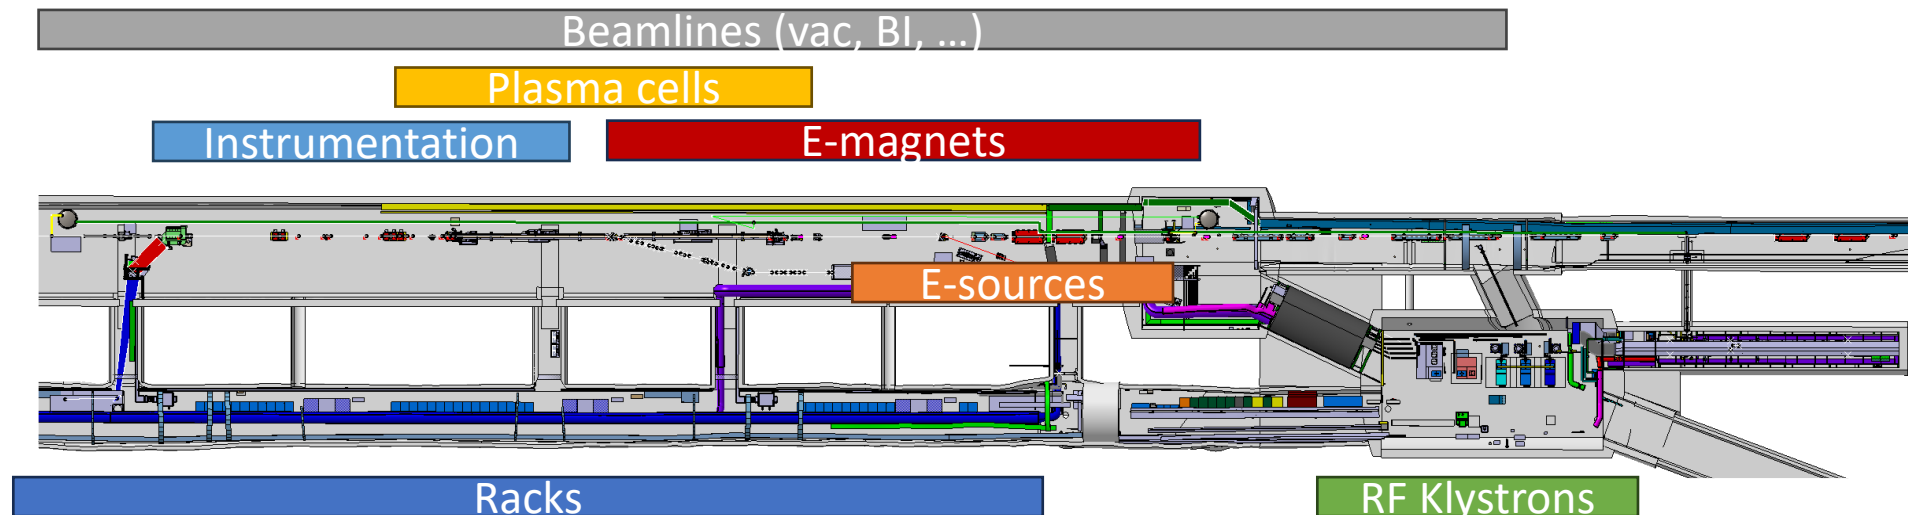 Beamlines (vac, BI, …)
Plasma cells
Instrumentation
E-magnets
E-sources
Racks
RF Klystrons